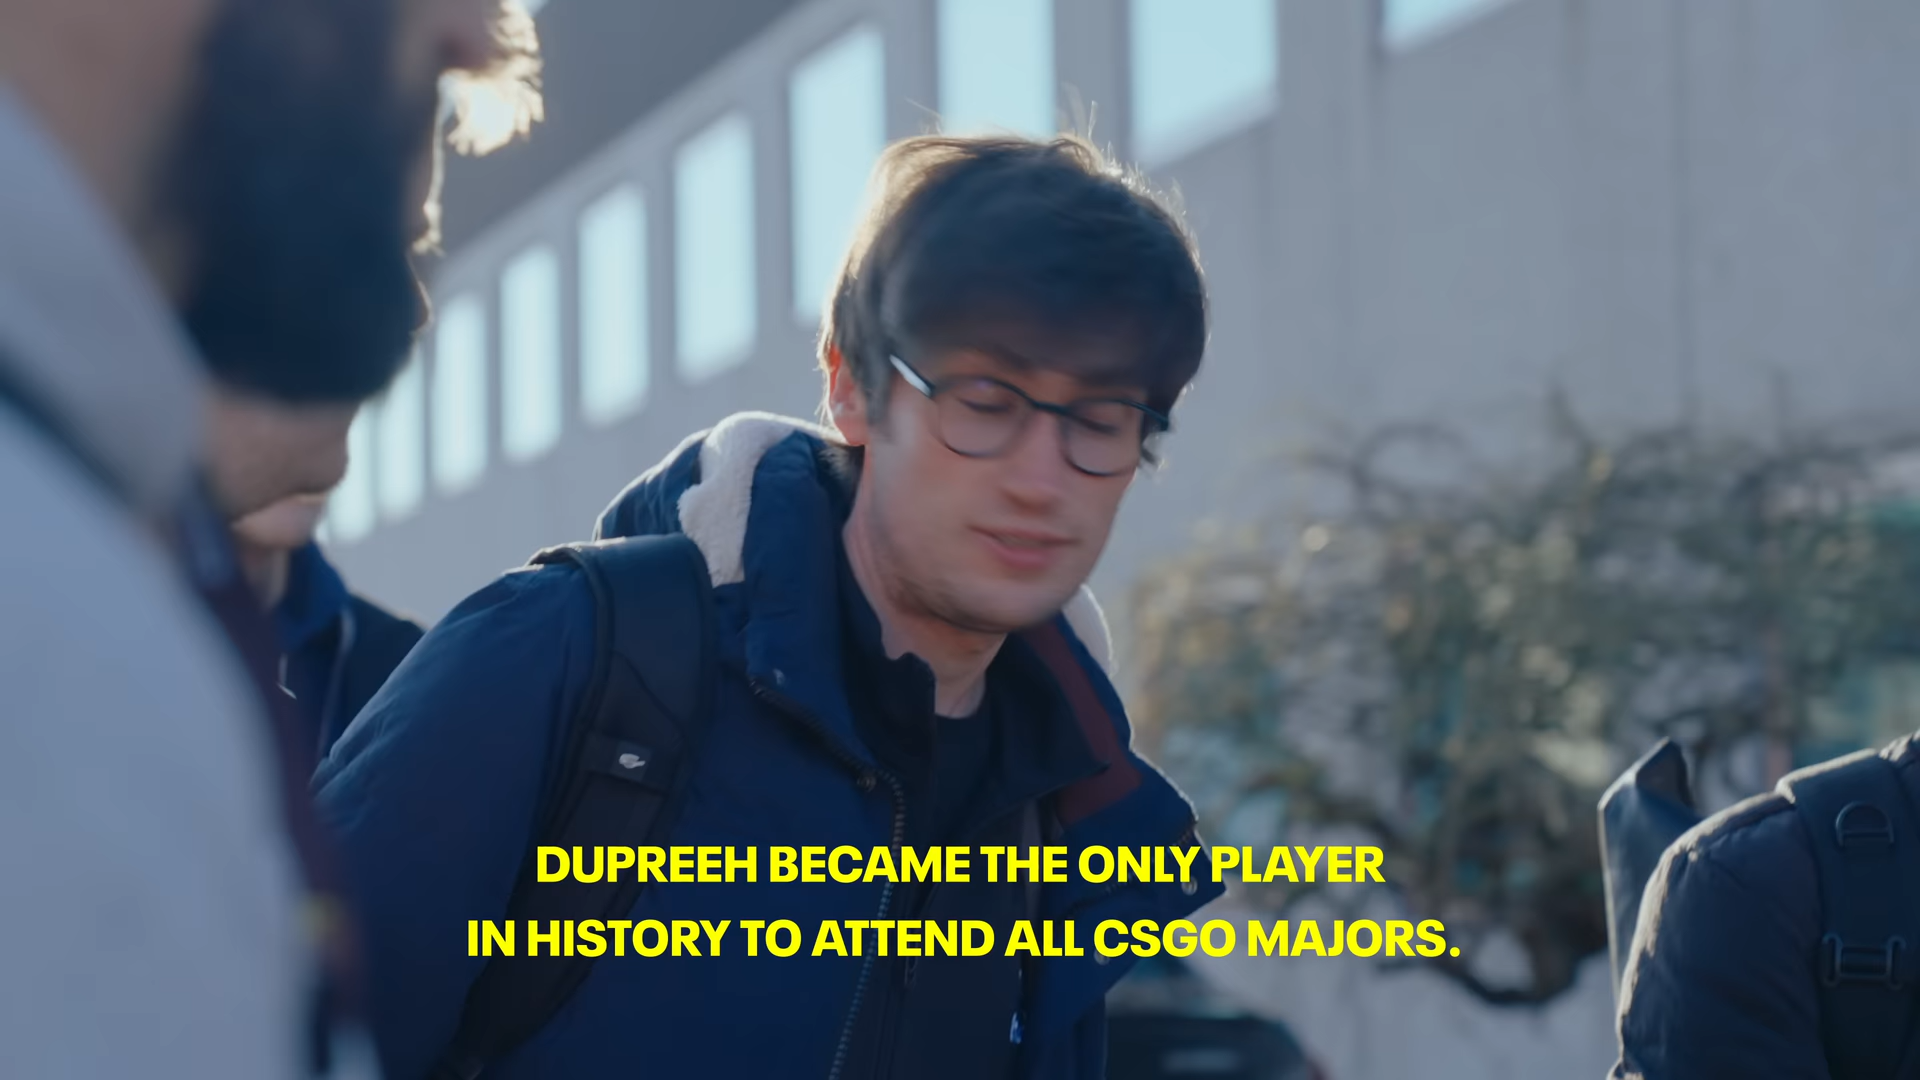 DUPREEH BECAME THE ONLY PLAYER
IN HISTORY TO ATTEND ALL CSGO MAJORS.